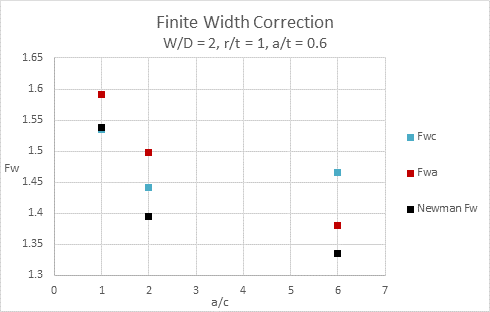 Finite Width Correction
W/D = 2, r/t = 1, a/t = 0.6
1.65
1.6
1.55
1.5
1.45
1.4
1.35
1.3
Fw
0 1 2 3 4 5 6 7
a/c
Fwc
Fwa
Newman Fw